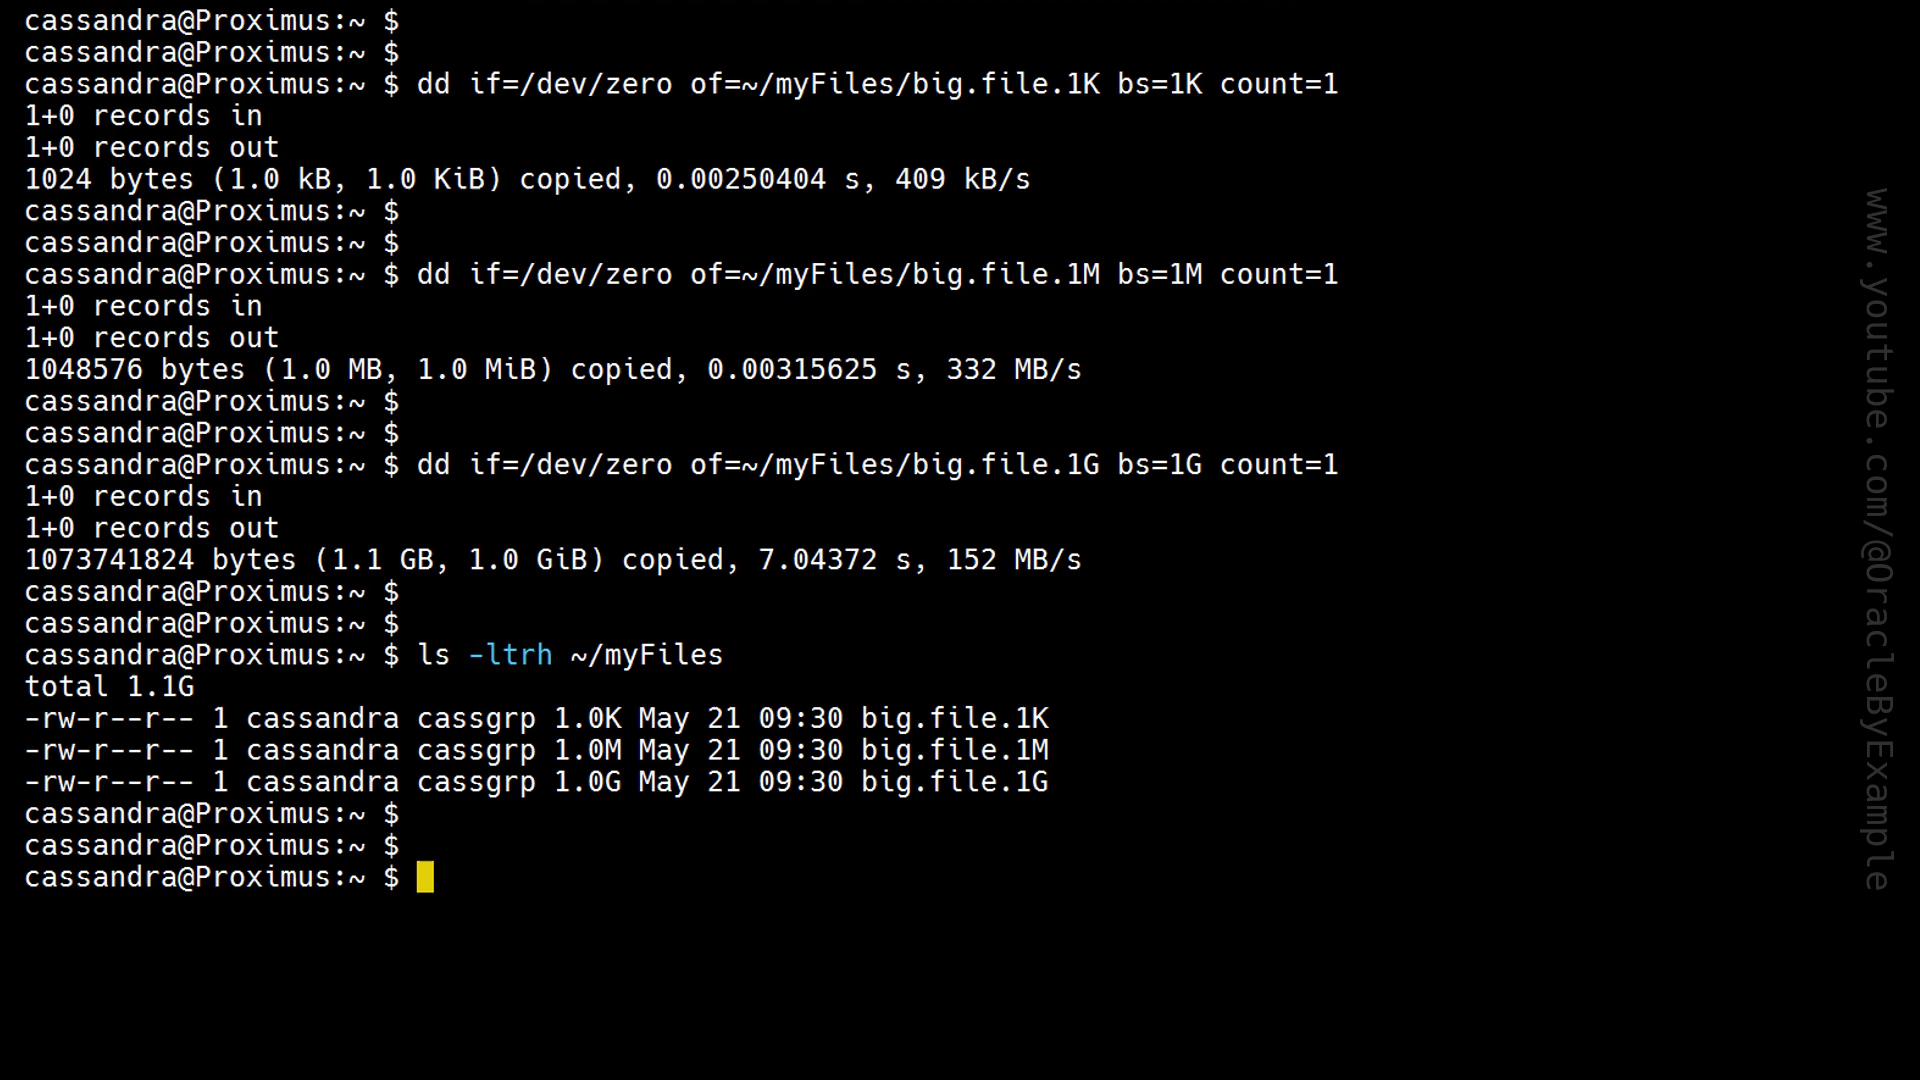 cassandra@Proximus:~ $
cassandra@Proximus:~ $
cassandra@Proximus:~ $ dd if=/dev/zero of=~/myFiles/big.file.1K bs=1K count=1
1+0 records in
1+0 records out
1024 bytes (1.0 kB, 1.0 KiB) copied, 0.00250404 s, 409 kB/s
cassandra@Proximus:~ $
cassandra@Proximus:~ $
cassandra@Proximus:~ $ dd if=/dev/zero of=~/myFiles/big.file.1M bs=1M count=1
1+0 records in
1+0 records out
1048576 bytes (1.0 MB, 1.0 MiB) copied, 0.00315625 s, 332 MB/s
cassandra@Proximus:~ $
cassandra@Proximus:~ $
cassandra@Proximus:~ $ dd if=/dev/zero of=~/myFiles/big.file.1G bs=1G count=1
1+0 records in
1+0 records out
1073741824 bytes (1.1 GB, 1.0 GiB) copied, 7.04372 s, 152 MB/s
cassandra@Proximus:~ $
cassandra@Proximus:~ $
cassandra@Proximus:~ $ ls -ltrh ~/myFiles
total 1.1G
-rw-r--r-- 1 cassandra cassgrp 1.0K May 21 09:30 big.file.1K
-rw-r--r-- 1 cassandra cassgrp 1.0M May 21 09:30 big.file.1M
-rw-r--r-- 1 cassandra cassgrp 1.0G May 21 09:30 big.file.1G
cassandra@Proximus:~ $
cassandra@Proximus:~ $
cassandra@Proximus:~ $
www.youtube.com/@OracleByExample